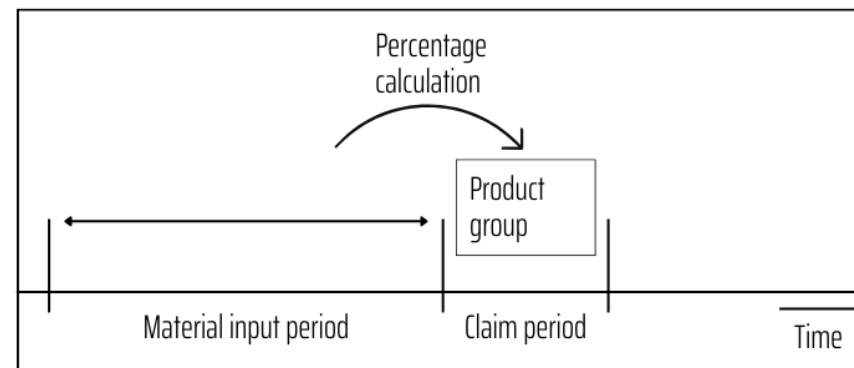 Percentage
calculation
Product
group
Material input period
Claim period
Time